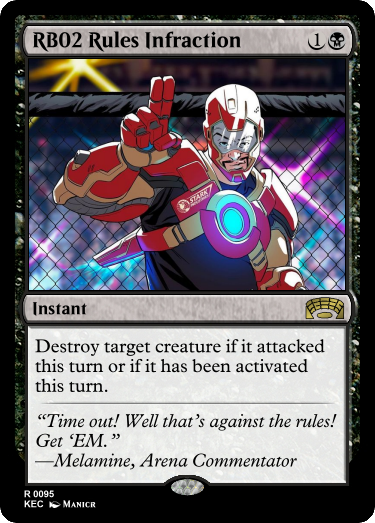 RB02 Rules Infraction 1
STARK
Instant
Destroy target creature if it attacked
this turn or if it has been activated
this turn.
“Time out! Well that’s against the rules!
Get ‘EM.”
—Melamine, Arena Commentator
R 0095
KEC Manicr